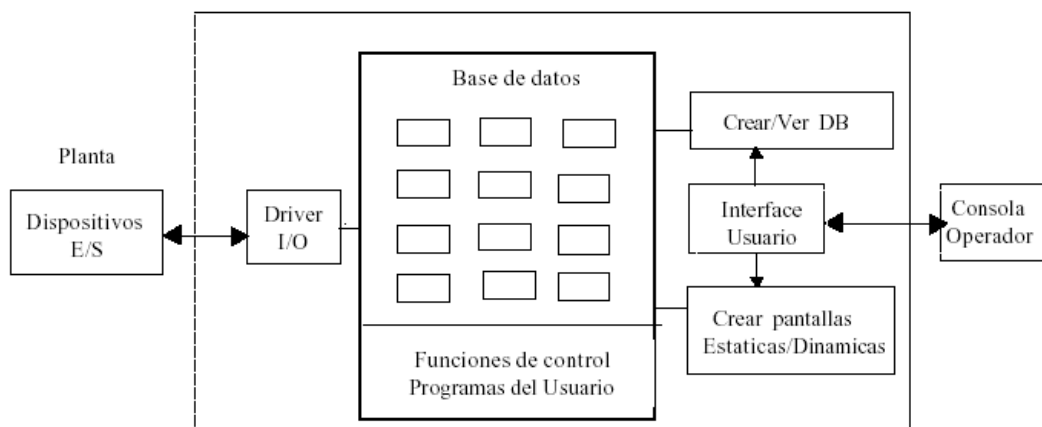 Planta
Dispositivos
E/S
Driver
I/O
Base de datos
Funciones de control
Programas del Usuario
Crear/Ver DB
Interface
Usuario
Crear pantallas
Estaticas/Dinamicas
Consola
Operador